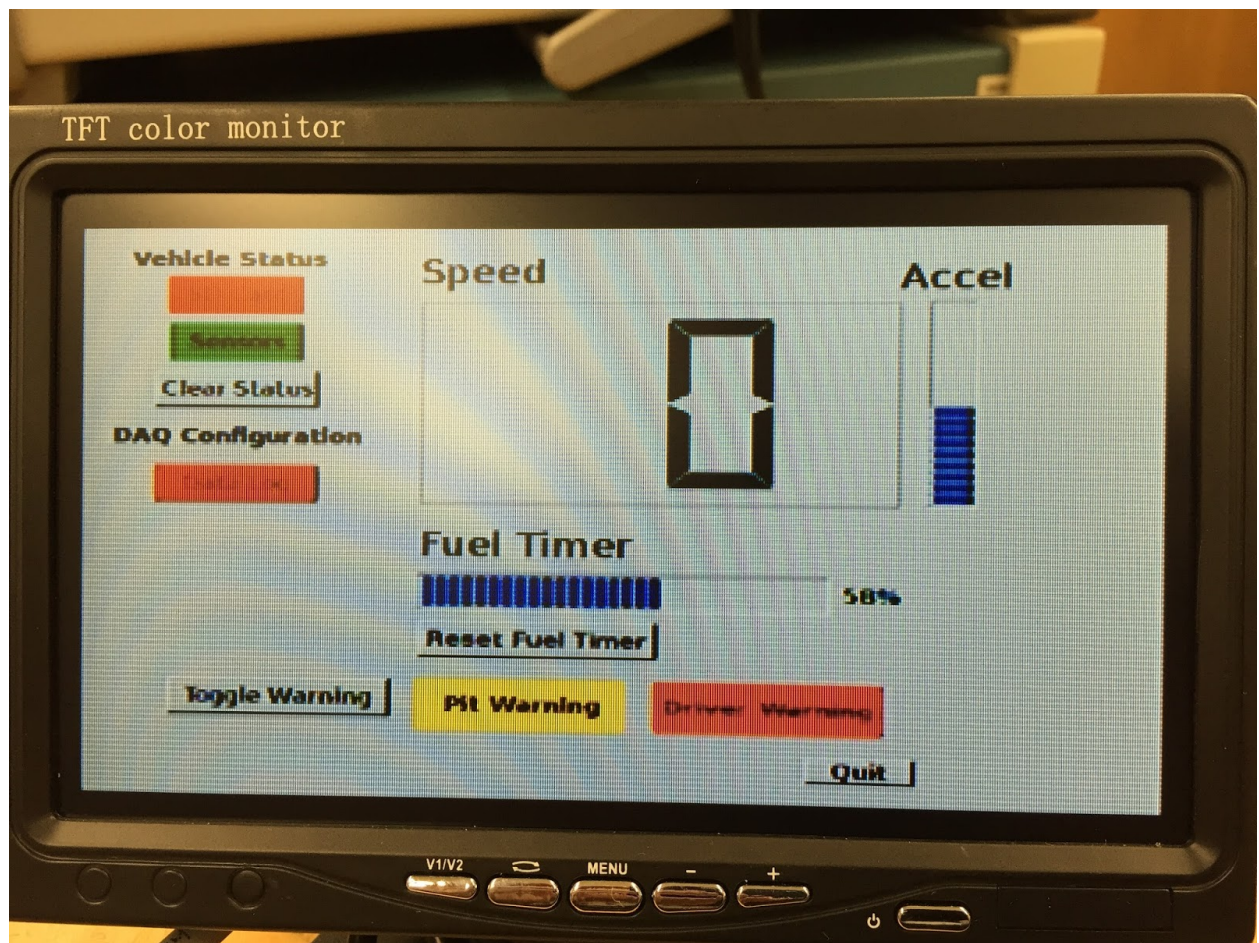 TFT color monitor
Vehicle Status
Sensors
Clear Status
DAQ Configuration
Speed
0
Accel
Fuel Timer
58%
Reset Fuel Timer
Toggle Warning
Pit Warning
Driver Warning
Quit
V1/V2
MENU
-
+